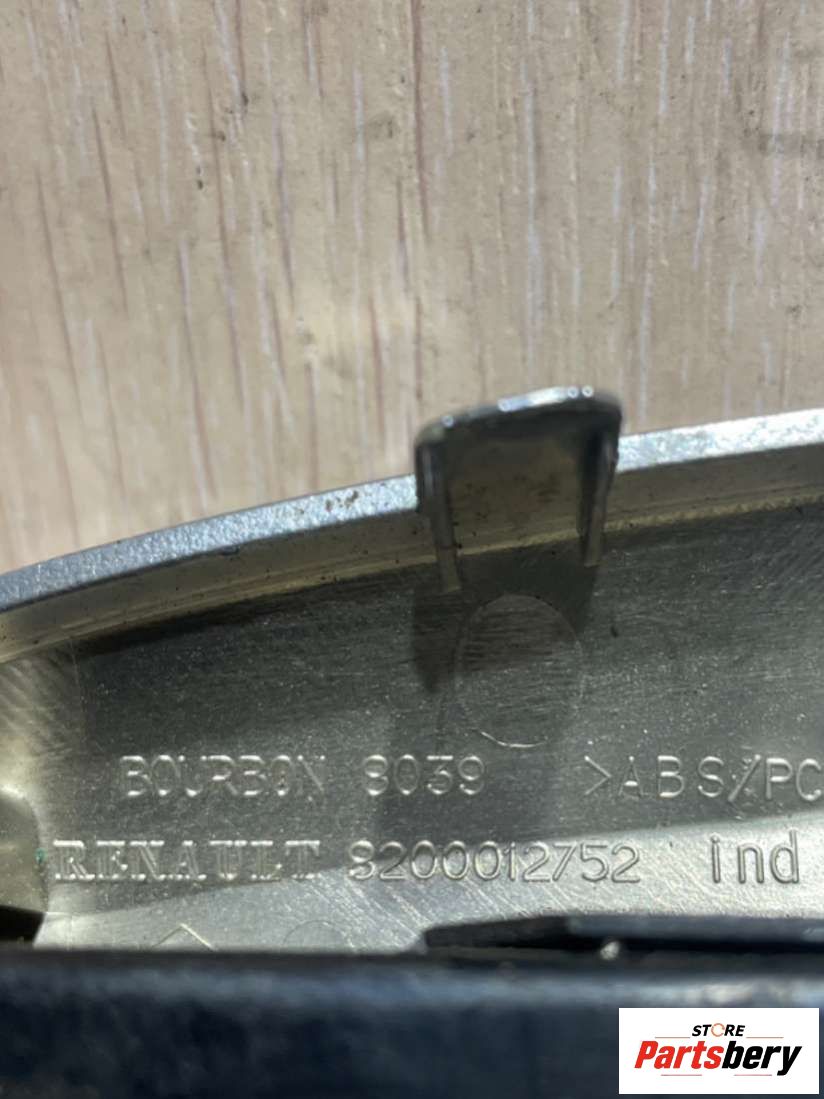 BOURBON 8039 >ABS/PC
RENAULT 8200012752 ind
STORE
Partsbery